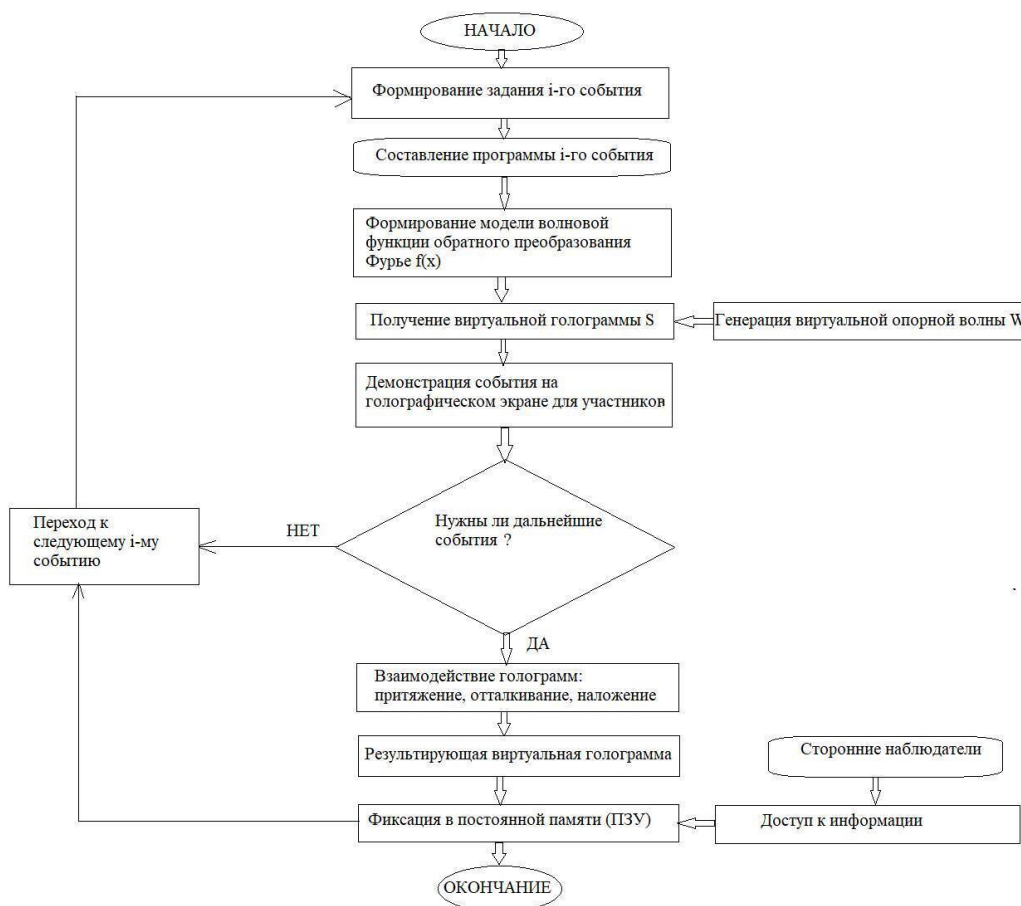 НАЧАЛО
Формирование задания i-го события
Составление программы i-го события
Формирование модели волновой
функции обратного преобразования
Фурье f(x)
Получение виртуальной голограммы S
Генерация виртуальной опорной волны W
Демонстрация события на
голографическом экране для участников
Нужны ли дальнейшие
события ?
НЕТ
Переход к
следующему i-му
событию
ДА
Взаимодействие голограмм:
притяжение, отталкивание, наложение
Результирующая виртуальная голограмма
Сторонние наблюдатели
Фиксация в постоянной памяти (ПЗУ)
Доступ к информации
ОКОНЧАНИЕ